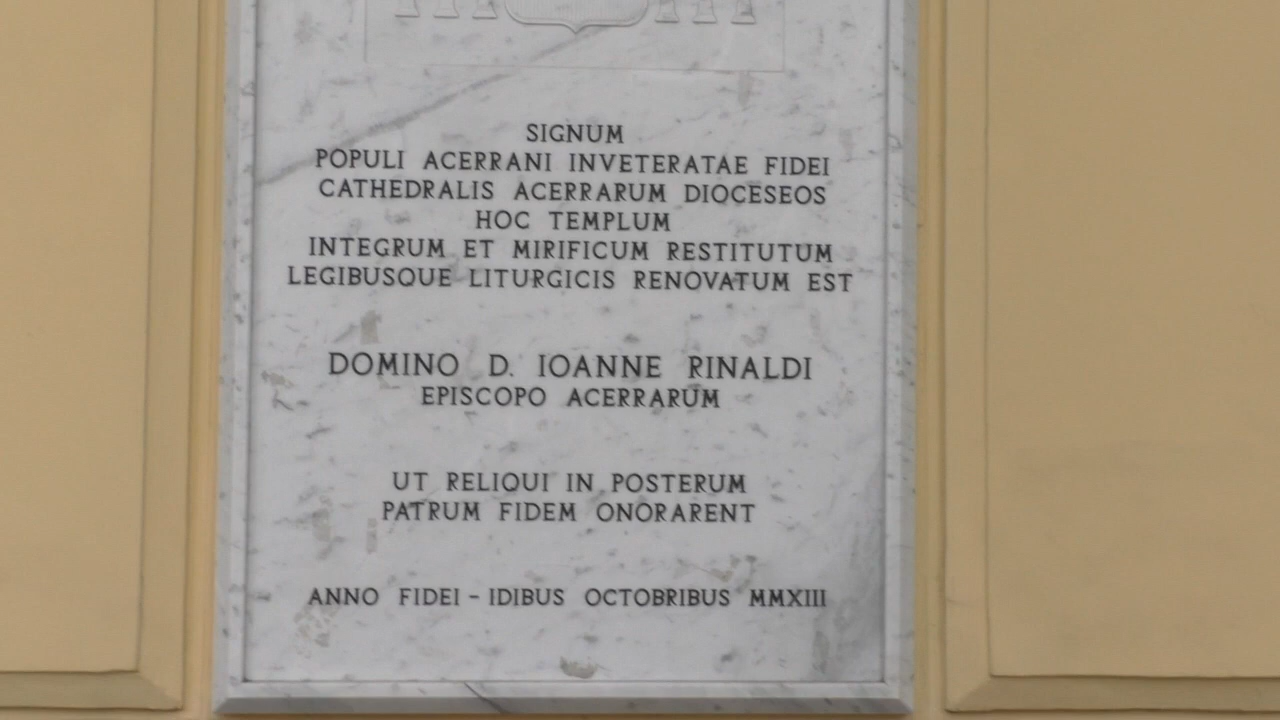 SIGNUM
POPULI ACERRANI INVETERATAE FIDEI
CATHEDRALIS ACERRARUM DIOCESEOS
HOC TEMPLUM
INTEGRUM ET MIRIFICUM RESTITUTUM
LEGIBUSQUE LITURGICIS RENOVATUM EST
DOMINO D. IOANNE RINALDI
EPISCOPO ACERRARUM
UT RELIQUI IN POSTERUM
PATRUM FIDEM ONORARENT
ANNO FIDEI - IDIBUS OCTOBRIBUS MMXIII